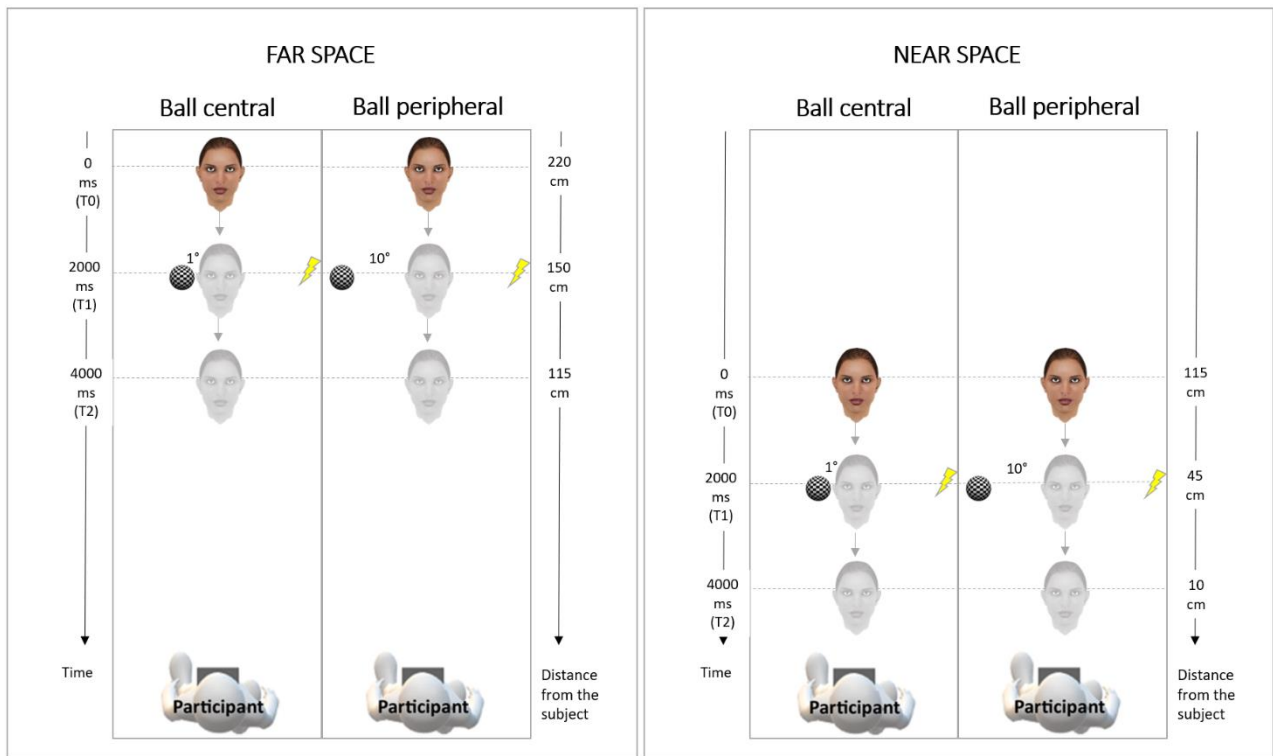 FAR SPACE
Ball central
Ball peripheral
0
ms
(T0)
220
cm
1°
10°
2000
ms
(T1)
150
cm
4000
ms
(T2)
115
cm
Time
Participant
Participant
Distance
from the
subject
NEAR SPACE
Ball central
Ball peripheral
0
ms
(T0)
115
cm
1°
10°
2000
ms
(T1)
45
cm
4000
ms
(T2)
10
cm
Time
Participant
Participant
Distance
from the
subject